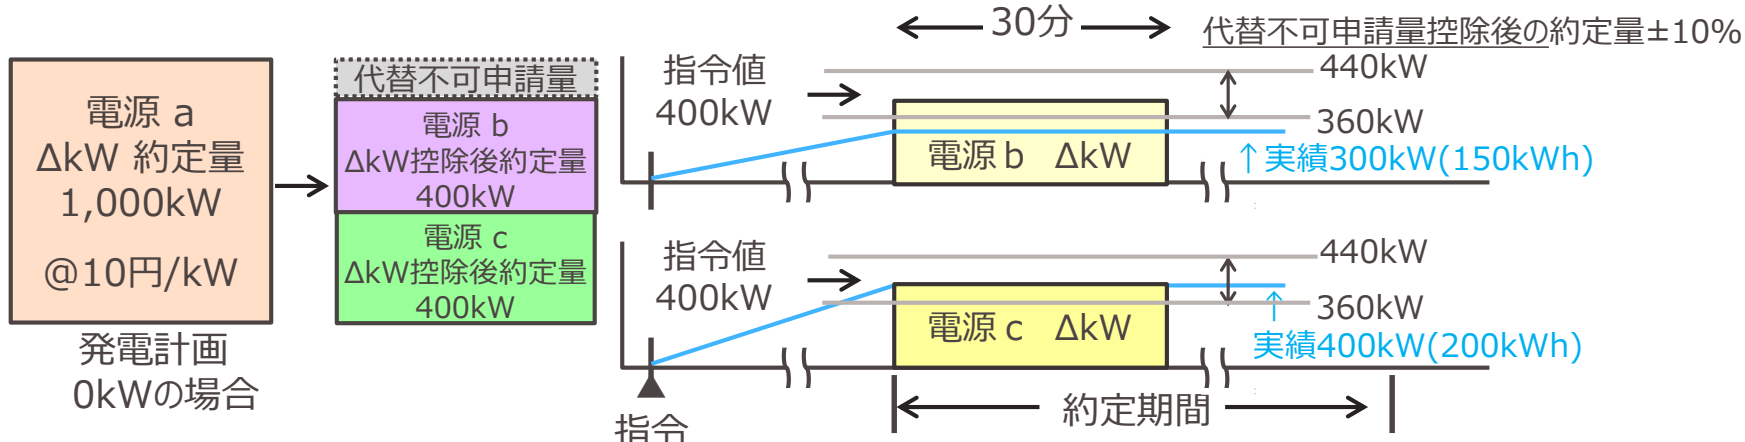 電源 a
ΔkW 約定量
1,000kW
@10円/kW
発電計画
0kWの場合
代替不可申請量
電源 b
ΔkW控除後約定量
400kW
電源 c
ΔkW控除後約定量
400kW
30分
代替不可申請量控除後の約定量±10%
指令値
400kW
440kW
360kW
電源 b ΔkW
↑実績300kW(150kWh)
指令値
400kW
440kW
360kW
電源 c ΔkW
↑
実績400kW(200kWh)
約定期間
指令